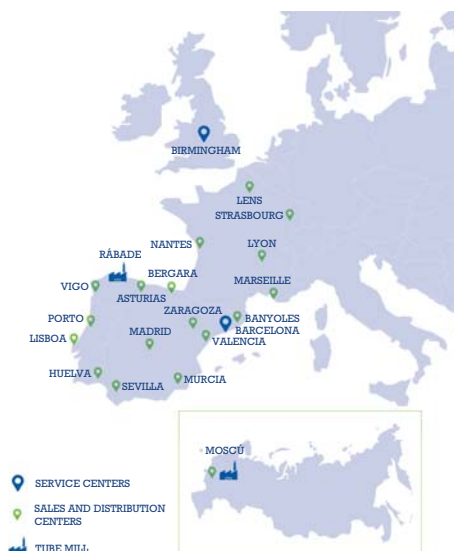 BIRMINGHAM
LENS
STRASBOURG
NANTES
LYON
RÁBADE
BERGARA
MARSEILLE
VIGO
ASTURIAS
ZARAGOZA
BANYOLES
PORTO
BARCELONA
MADRID
LISBOA
VALENCIA
HUELVA
MURCIA
SEVILLA
MOSCÚ
SERVICE CENTERS
SALES AND DISTRIBUTION
CENTERS
TUBE MILL